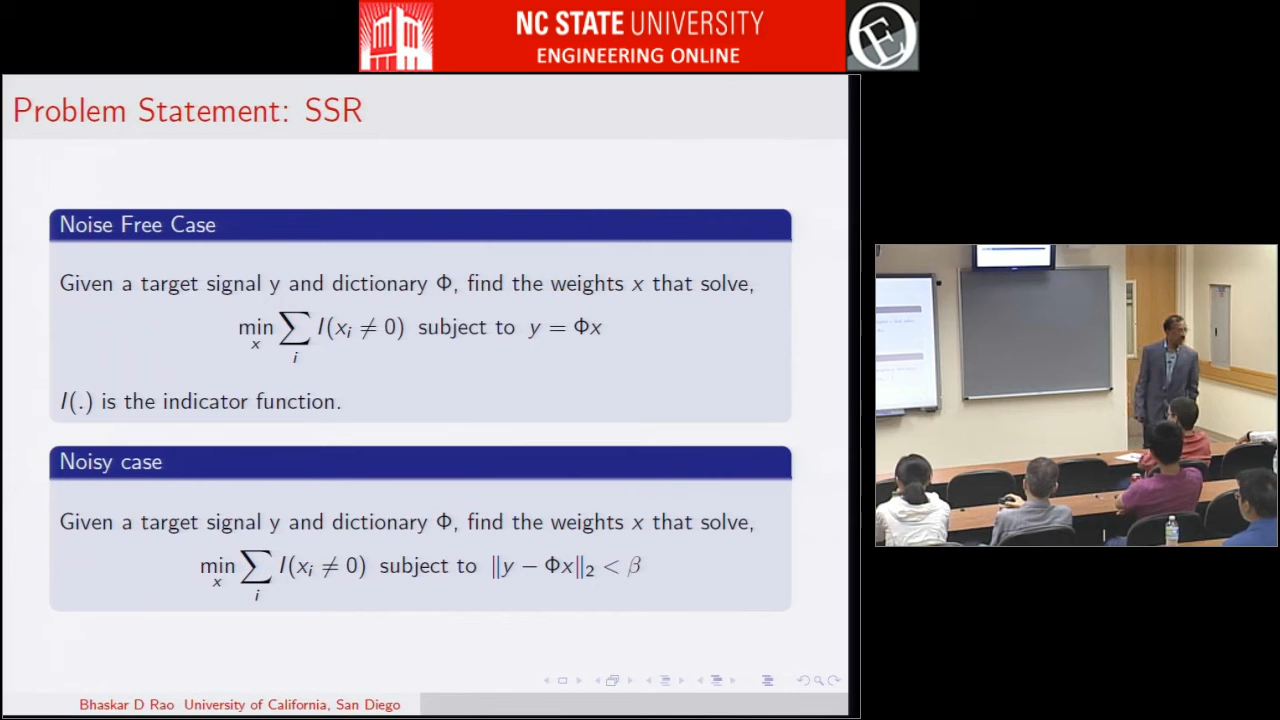 NC STATE UNIVERSITY
ENGINEERING ONLINE
Problem Statement: SSR
Noise Free Case
Given a target signal y and dictionary Φ, find the weights x that solve,
min_x ∑_i I(x_i ≠ 0) subject to y = Φx
I(.) is the indicator function.
Noisy case
Given a target signal y and dictionary Φ, find the weights x that solve,
min_x ∑_i I(x_i ≠ 0) subject to ‖y − Φx‖_2 < β
Bhaskar D Rao University of California, San Diego